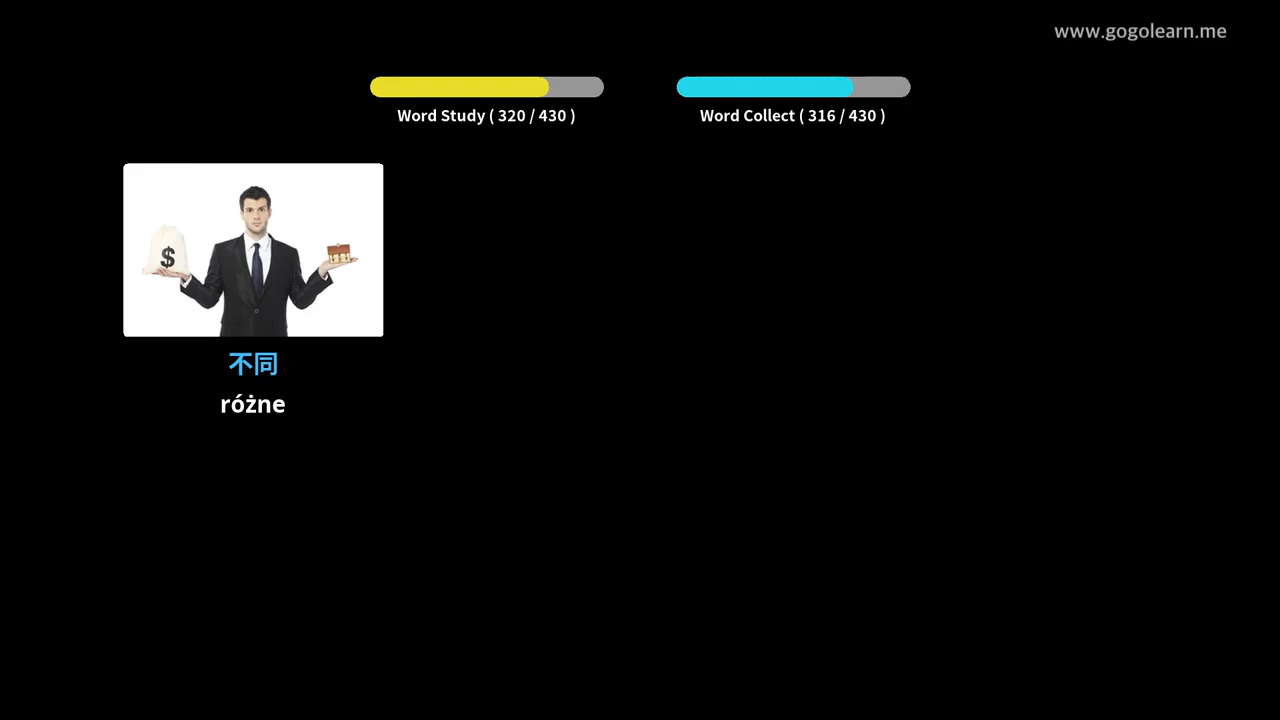 www.gogolearn.me
Word Study ( 320 / 430 )
Word Collect ( 316 / 430 )
$
不同
różne